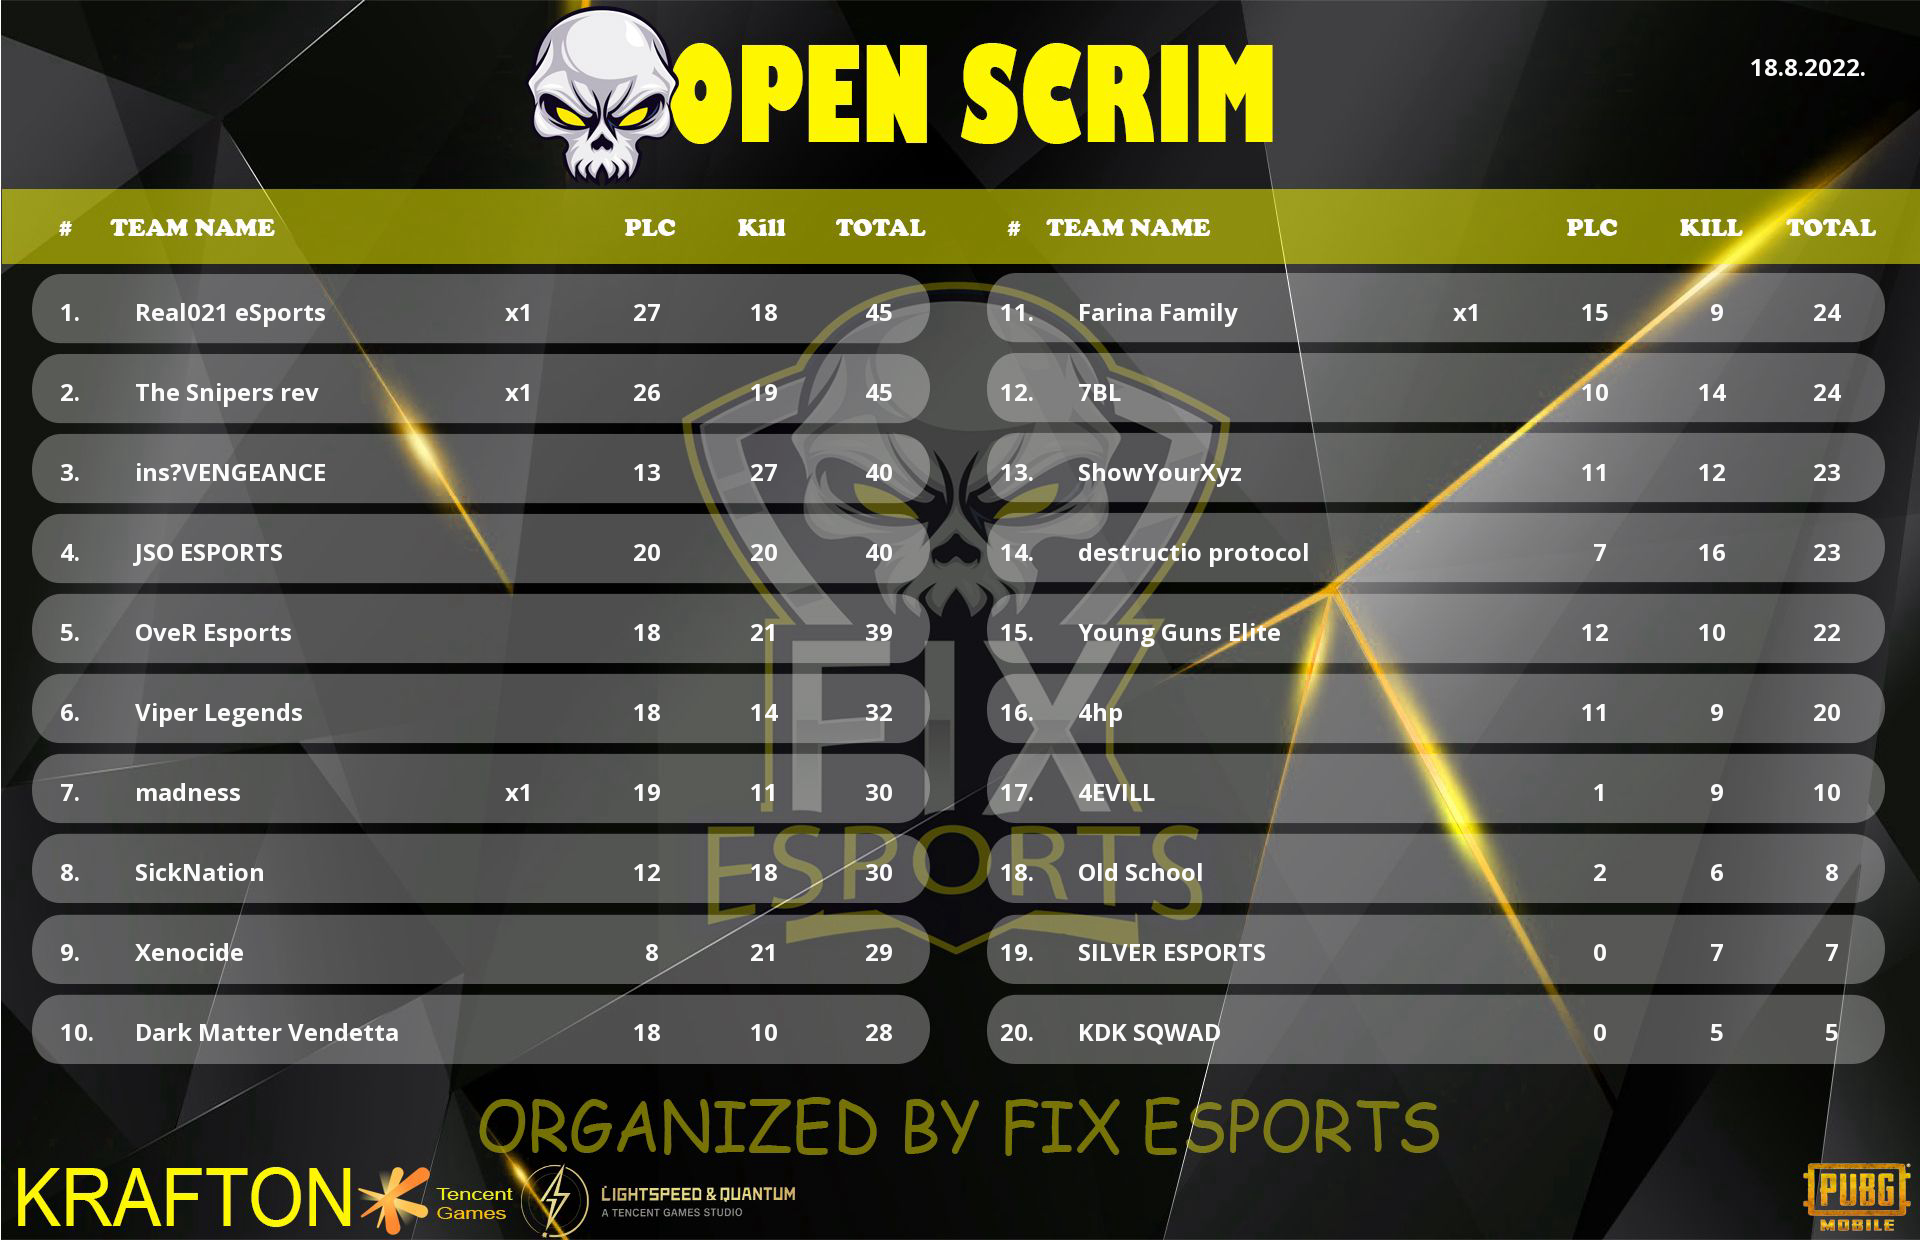 OPEN SCRIM
18.8.2022.
# TEAM NAME PLC Kill TOTAL
1. Real021 eSports x1 27 18 45
2. The Snipers rev x1 26 19 45
3. ins?VENGEANCE 13 27 40
4. JSO ESPORTS 20 20 40
5. OveR Esports 18 21 39
6. Viper Legends 18 14 32
7. madness x1 19 11 30
8. SickNation 12 18 30
9. Xenocide 8 21 29
10. Dark Matter Vendetta 18 10 28
# TEAM NAME PLC KILL TOTAL
11. Farina Family x1 15 9 24
12. 7BL 10 14 24
13. ShowYourXyz 11 12 23
14. destructio protocol 7 16 23
15. Young Guns Elite 12 10 22
16. 4hp 11 9 20
17. 4EVILL 1 9 10
18. Old School 2 6 8
19. SILVER ESPORTS 0 7 7
20. KDK SQWAD 0 5 5
FIX
ESPORTS
ORGANIZED BY FIX ESPORTS
KRAFTON
Tencent
Games
LIGHTSPEED & QUANTUM
A TENCENT GAMES STUDIO
PUBG
MOBILE